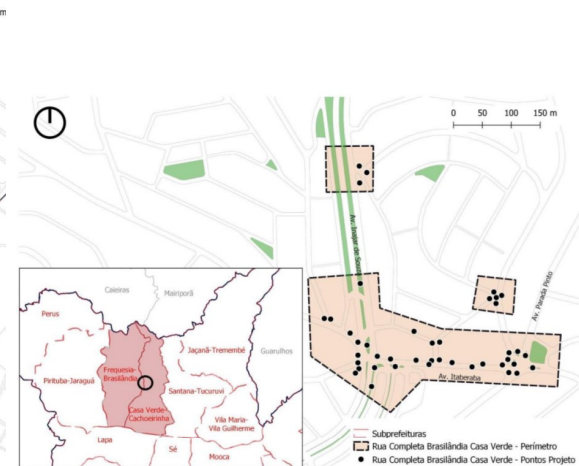 m
0 50 100 150 m
Av. Inajar de Souza
Av. Parada Pinto
Av. Itaberaba
Caieiras
Mairiporã
Perus
Jaçanã-Tremembé
Guarulhos
Frequesia-
Brasilândia
Pirituba-Jaraguá
Santana-Tucuruvi
Casa Verde-
Cachoeirinha
Vila Maria-
Vila Guilherme
Lapa
Sé
Mooca
Subprefeituras
Rua Completa Brasilândia Casa Verde - Perímetro
Rua Completa Brasilândia Casa Verde - Pontos Projeto